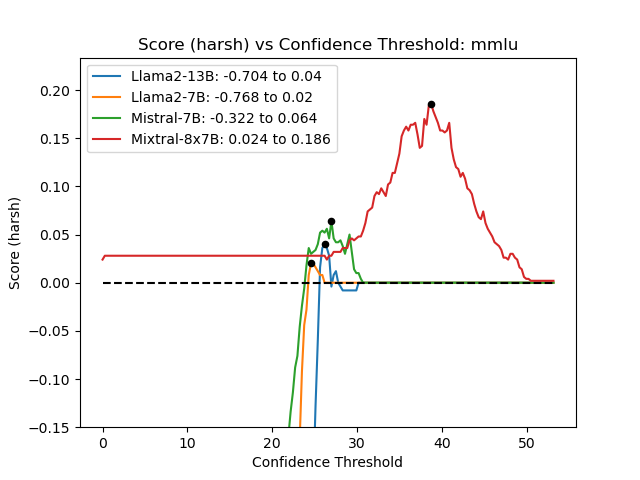 Score (harsh) vs Confidence Threshold: mmlu
Llama2-13B: -0.704 to 0.04
Llama2-7B: -0.768 to 0.02
Mistral-7B: -0.322 to 0.064
Mixtral-8x7B: 0.024 to 0.186
Score (harsh)
0.20
0.15
0.10
0.05
0.00
−0.05
−0.10
−0.15
0 10 20 30 40 50
Confidence Threshold